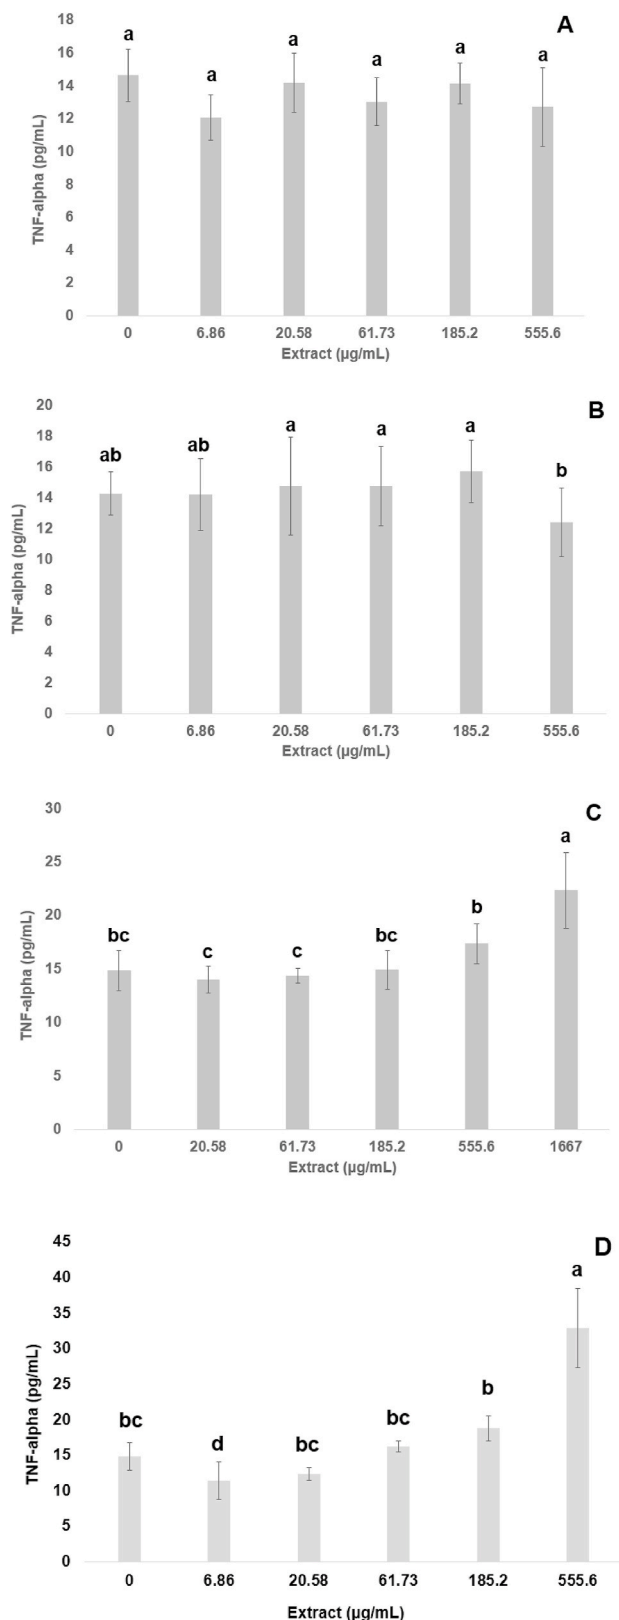 A
18
16
14
12
10
8
6
4
2
0
TNF-alpha (pg/mL)
a a a a a a
0 6.86 20.58 61.73 185.2 555.6
Extract (µg/mL)
B
20
18
16
14
12
10
8
6
4
2
0
TNF-alpha (pg/mL)
ab ab a a a b
0 6.86 20.58 61.73 185.2 555.6
Extract (µg/mL)
C
30
25
20
15
10
5
0
TNF-alpha (pg/mL)
bc c c bc b a
0 20.58 61.73 185.2 555.6 1667
Extract (µg/mL)
D
45
40
35
30
25
20
15
10
5
0
TNF-alpha (pg/mL)
bc d bc bc b a
0 6.86 20.58 61.73 185.2 555.6
Extract (µg/mL)